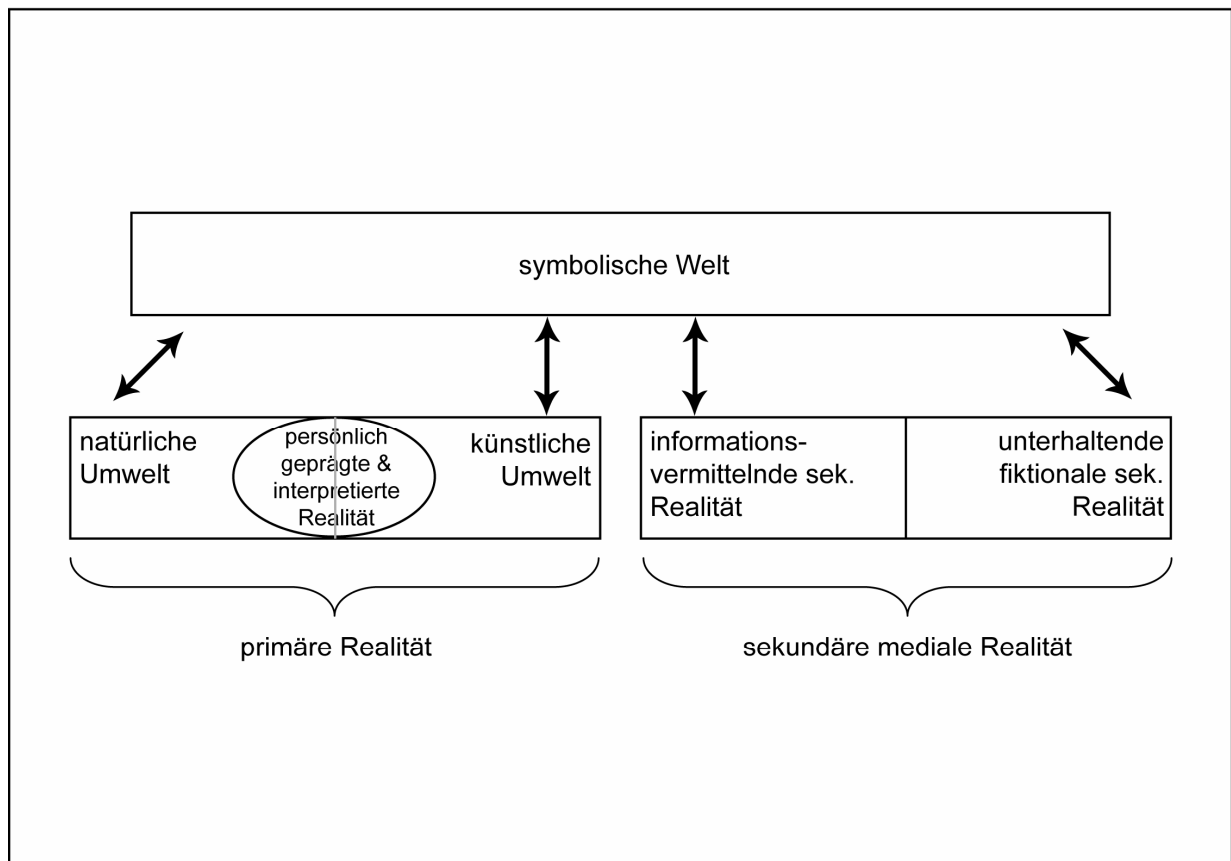 symbolische Welt
natürliche
Umwelt
persönlich
geprägte &
interpretierte
Realität
künstliche
Umwelt
informations-
vermittelnde sek.
Realität
unterhaltende
fiktionale sek.
Realität
primäre Realität
sekundäre mediale Realität